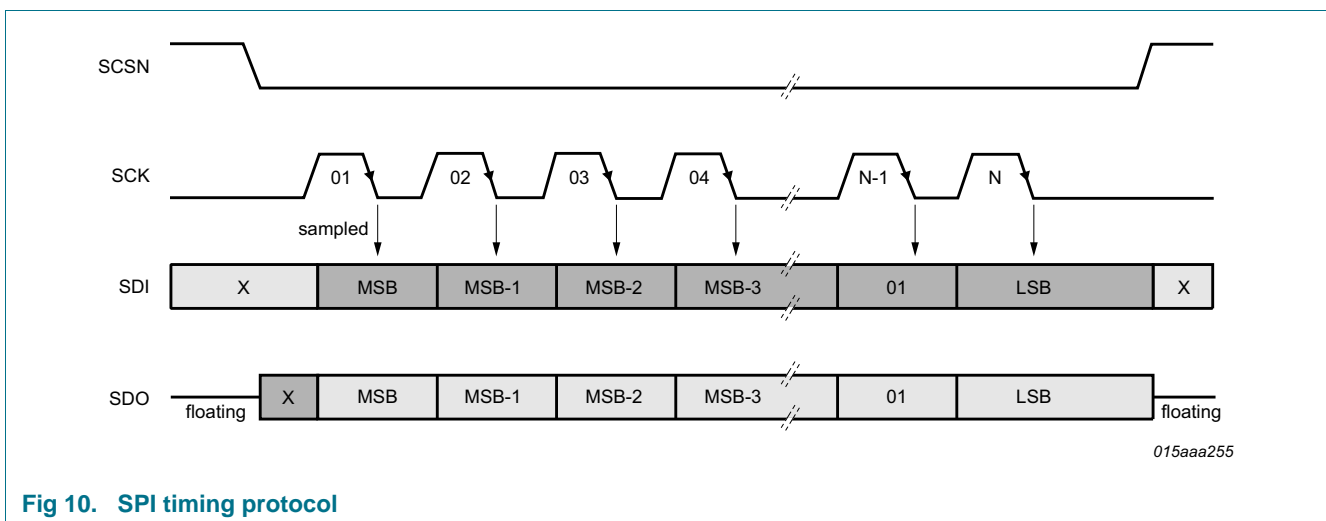 SCSN
SCK
01 02 03 04 N-1 N
sampled
SDI
X MSB MSB-1 MSB-2 MSB-3 01 LSB X
SDO
floating X MSB MSB-1 MSB-2 MSB-3 01 LSB floating
015aaa255
Fig 10. SPI timing protocol